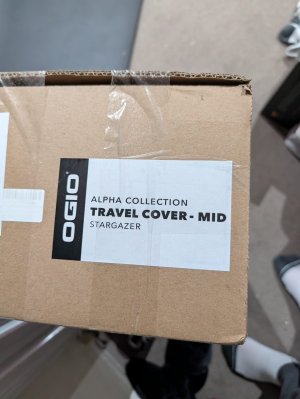 OGIO
ALPHA COLLECTION
TRAVEL COVER - MID
STARGAZER